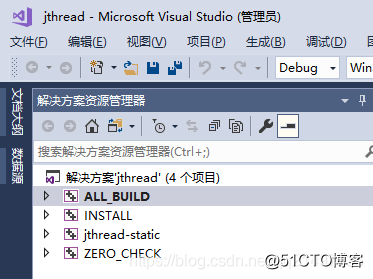 jthread - Microsoft Visual Studio (管理员)
文件(F) 编辑(E) 视图(V) 项目(P) 生成(B) 调试(D)
Debug Win
文档大纲
数据源
解决方案资源管理器
搜索解决方案资源管理器(Ctrl+;)
解决方案'jthread' (4 个项目)
ALL_BUILD
INSTALL
jthread-static
ZERO_CHECK
https://blog.csdn.ne
@51CTO博客